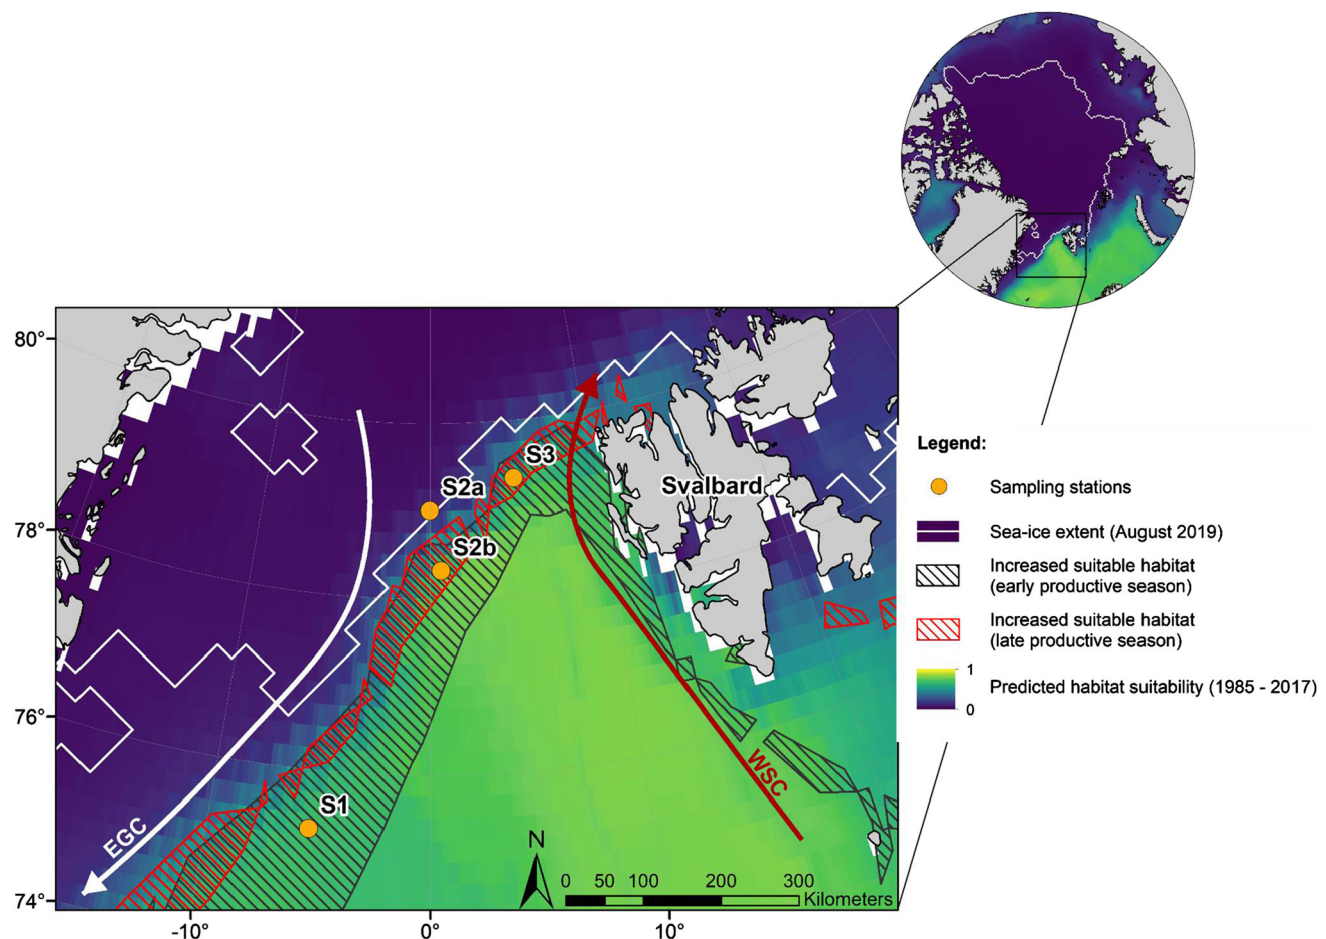 80°
78°
76°
74°
-10°
0°
10°
S2a
S3
S2b
S1
Svalbard
EGC
WSC
N
0 50 100 200 300
Kilometers
Legend:
Sampling stations
Sea-ice extent (August 2019)
Increased suitable habitat
(early productive season)
Increased suitable habitat
(late productive season)
1
0
Predicted habitat suitability (1985 - 2017)